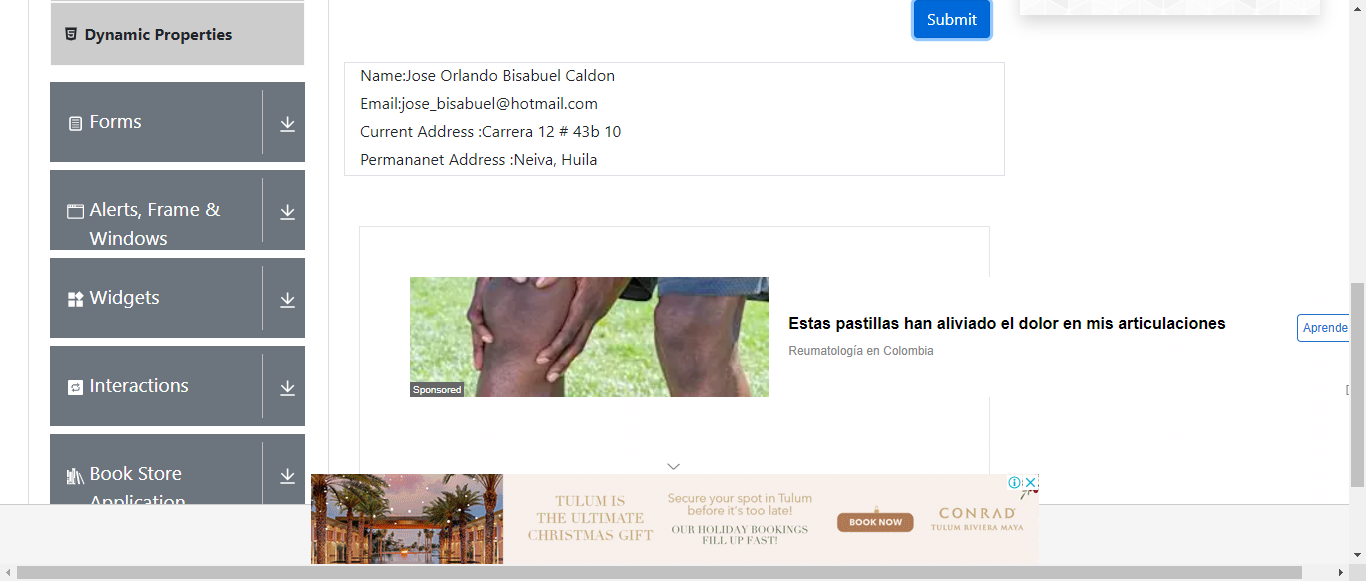 Dynamic Properties
Forms
Alerts, Frame &
Windows
Widgets
Interactions
Book Store
Application
Submit
Name:Jose Orlando Bisabuel Caldon
Email:jose_bisabuel@hotmail.com
Current Address :Carrera 12 # 43b 10
Permananet Address :Neiva, Huila
Sponsored
Estas pastillas han aliviado el dolor en mis articulaciones
Reumatología en Colombia
Aprende
TULUM IS
THE ULTIMATE
CHRISTMAS GIFT
Secure your spot in Tulum
before it's too late!
OUR HOLIDAY BOOKINGS
FILL UP FAST!
BOOK NOW
CONRAD
TULUM RIVIERA MAYA